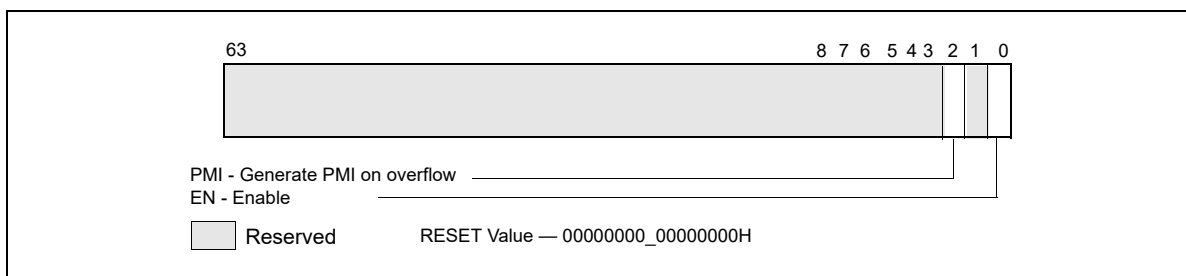 63 8 7 6 5 4 3 2 1 0
PMI - Generate PMI on overflow
EN - Enable
Reserved RESET Value — 00000000_00000000H